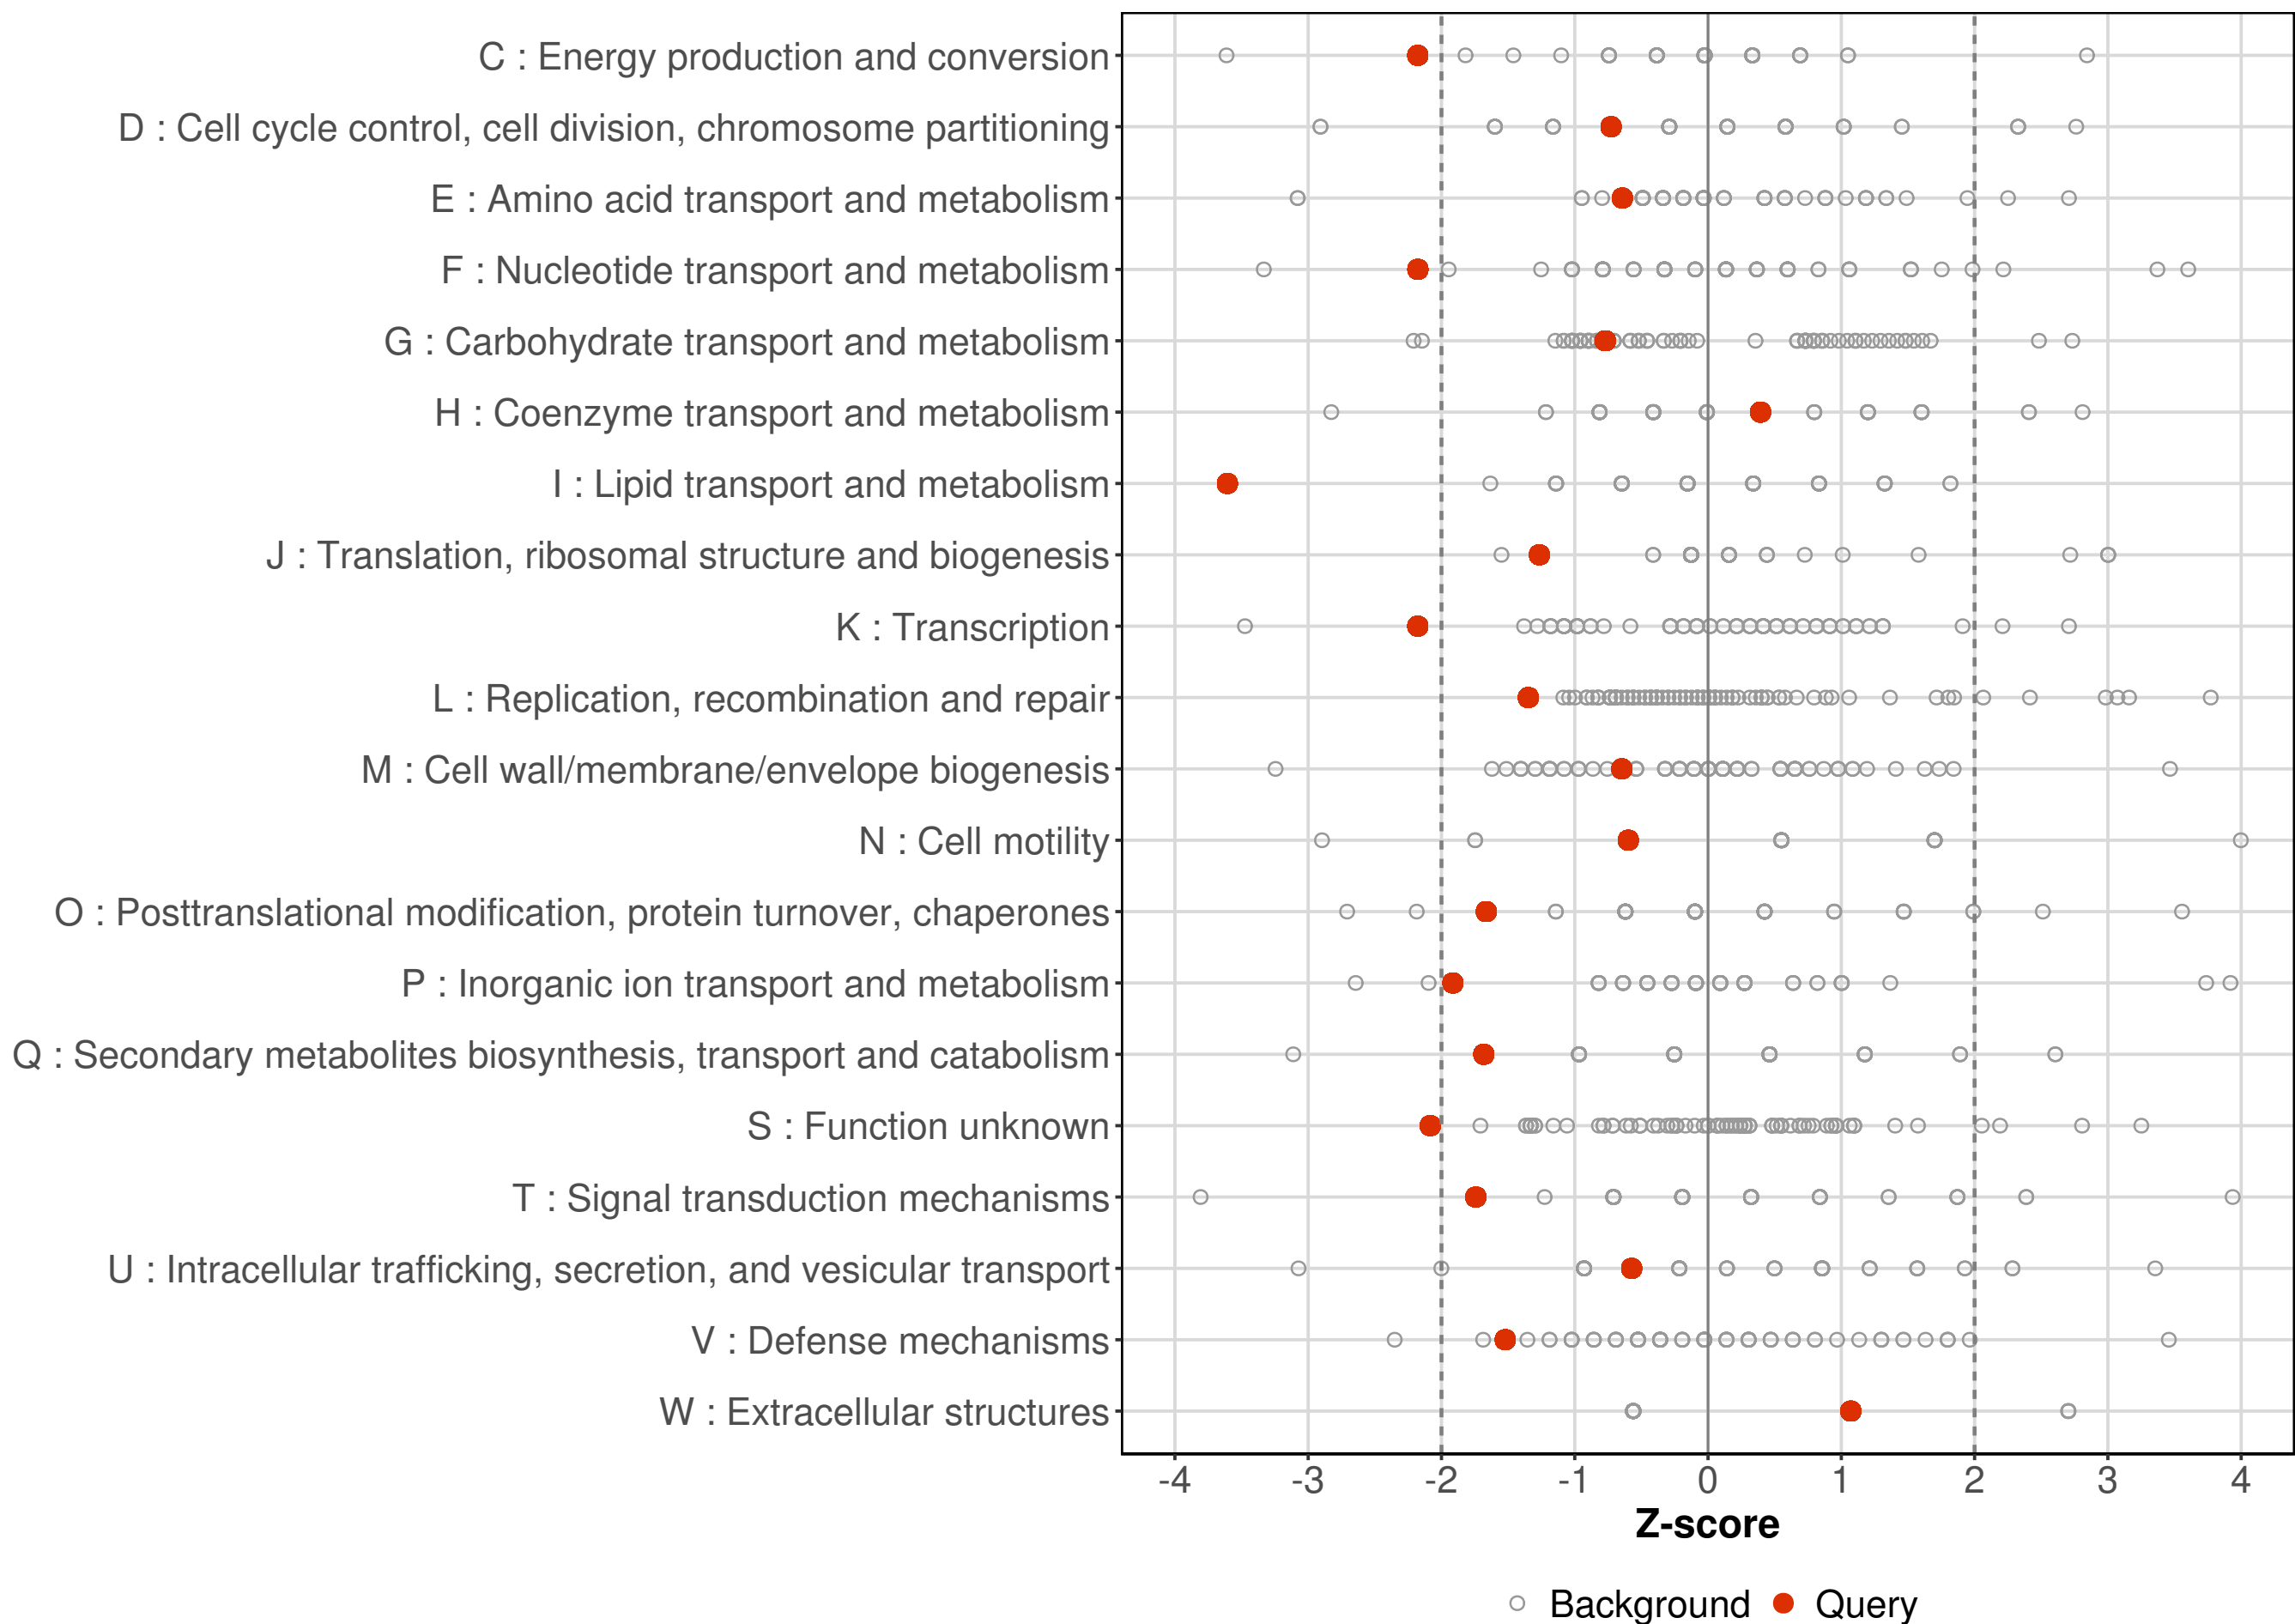 C : Energy production and conversion
D : Cell cycle control, cell division, chromosome partitioning
E : Amino acid transport and metabolism
F : Nucleotide transport and metabolism
G : Carbohydrate transport and metabolism
H : Coenzyme transport and metabolism
I : Lipid transport and metabolism
J : Translation, ribosomal structure and biogenesis
K : Transcription
L : Replication, recombination and repair
M : Cell wall/membrane/envelope biogenesis
N : Cell motility
O : Posttranslational modification, protein turnover, chaperones
P : Inorganic ion transport and metabolism
Q : Secondary metabolites biosynthesis, transport and catabolism
S : Function unknown
T : Signal transduction mechanisms
U : Intracellular trafficking, secretion, and vesicular transport
V : Defense mechanisms
W : Extracellular structures
-4 -3 -2 -1 0 1 2 3 4
Z-score
Background Query